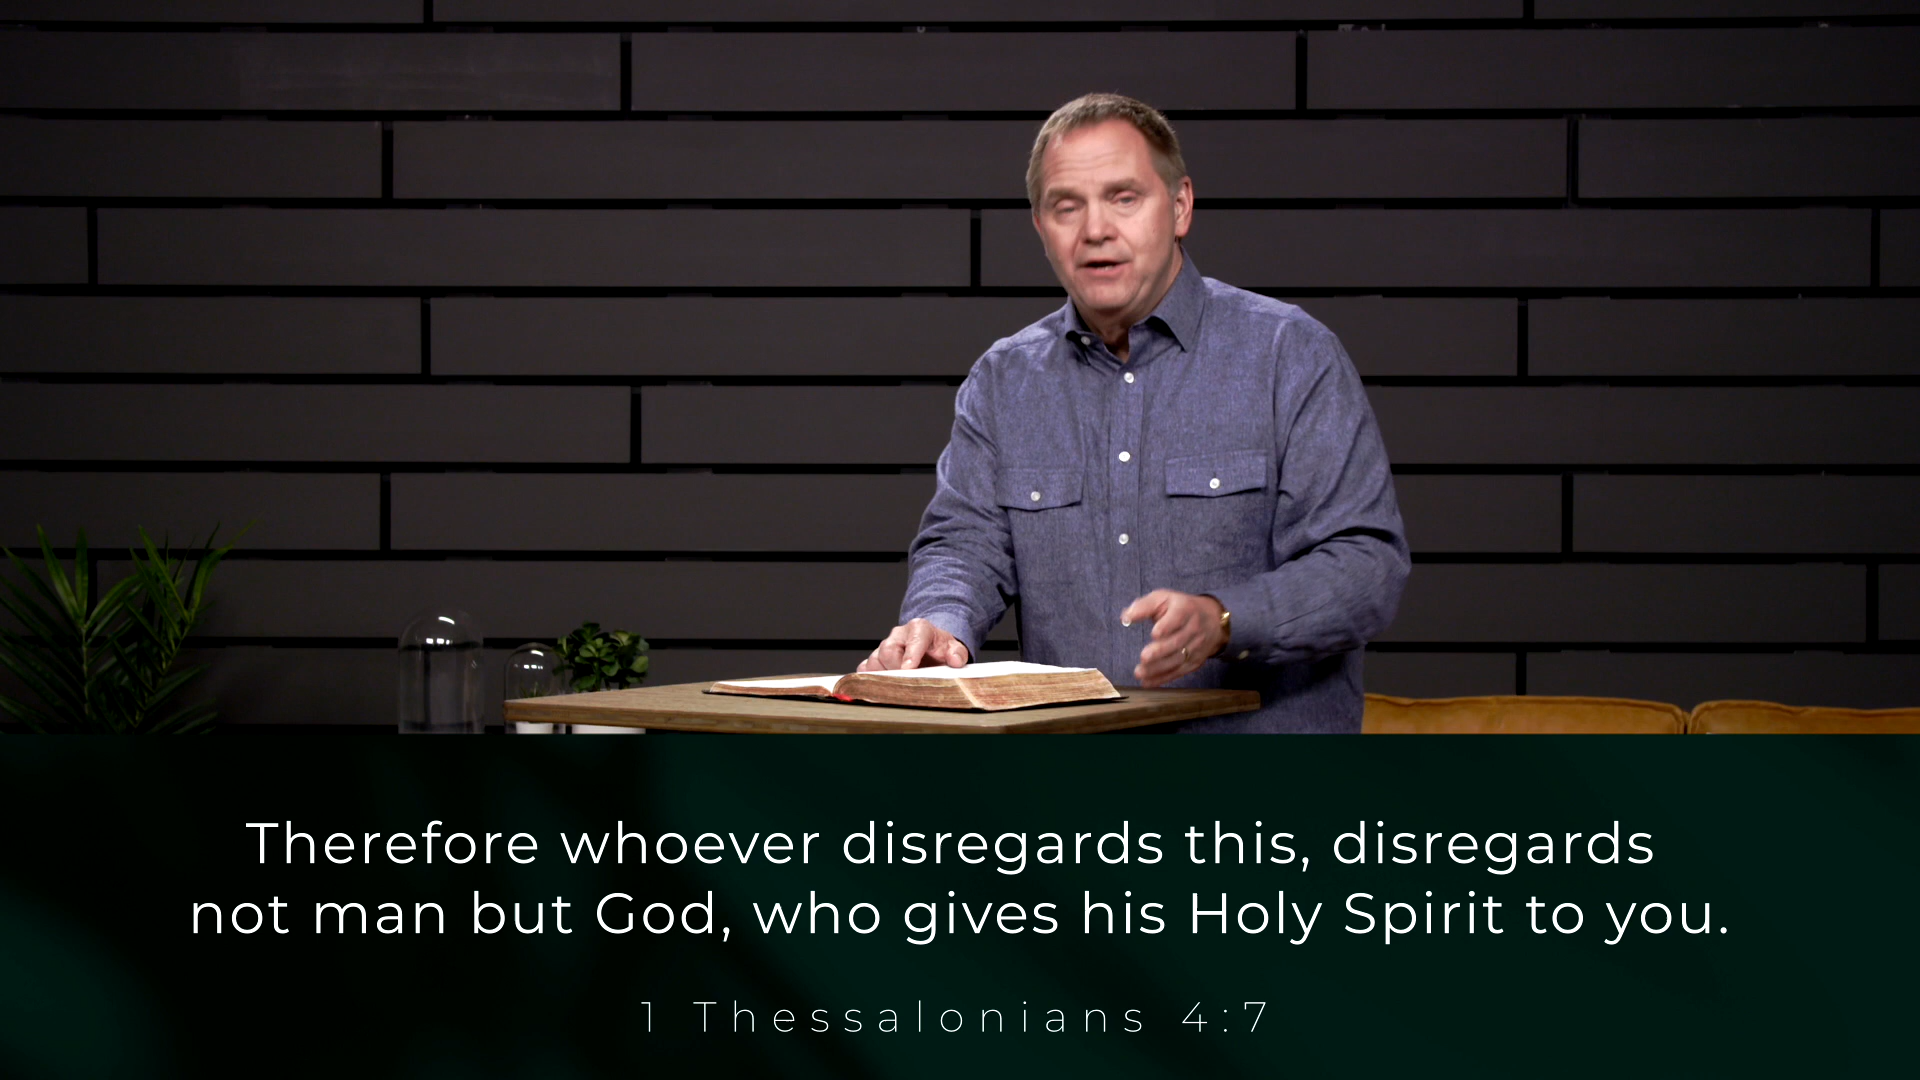 Therefore whoever disregards this, disregards
not man but God, who gives his Holy Spirit to you.
1 Thessalonians 4:7